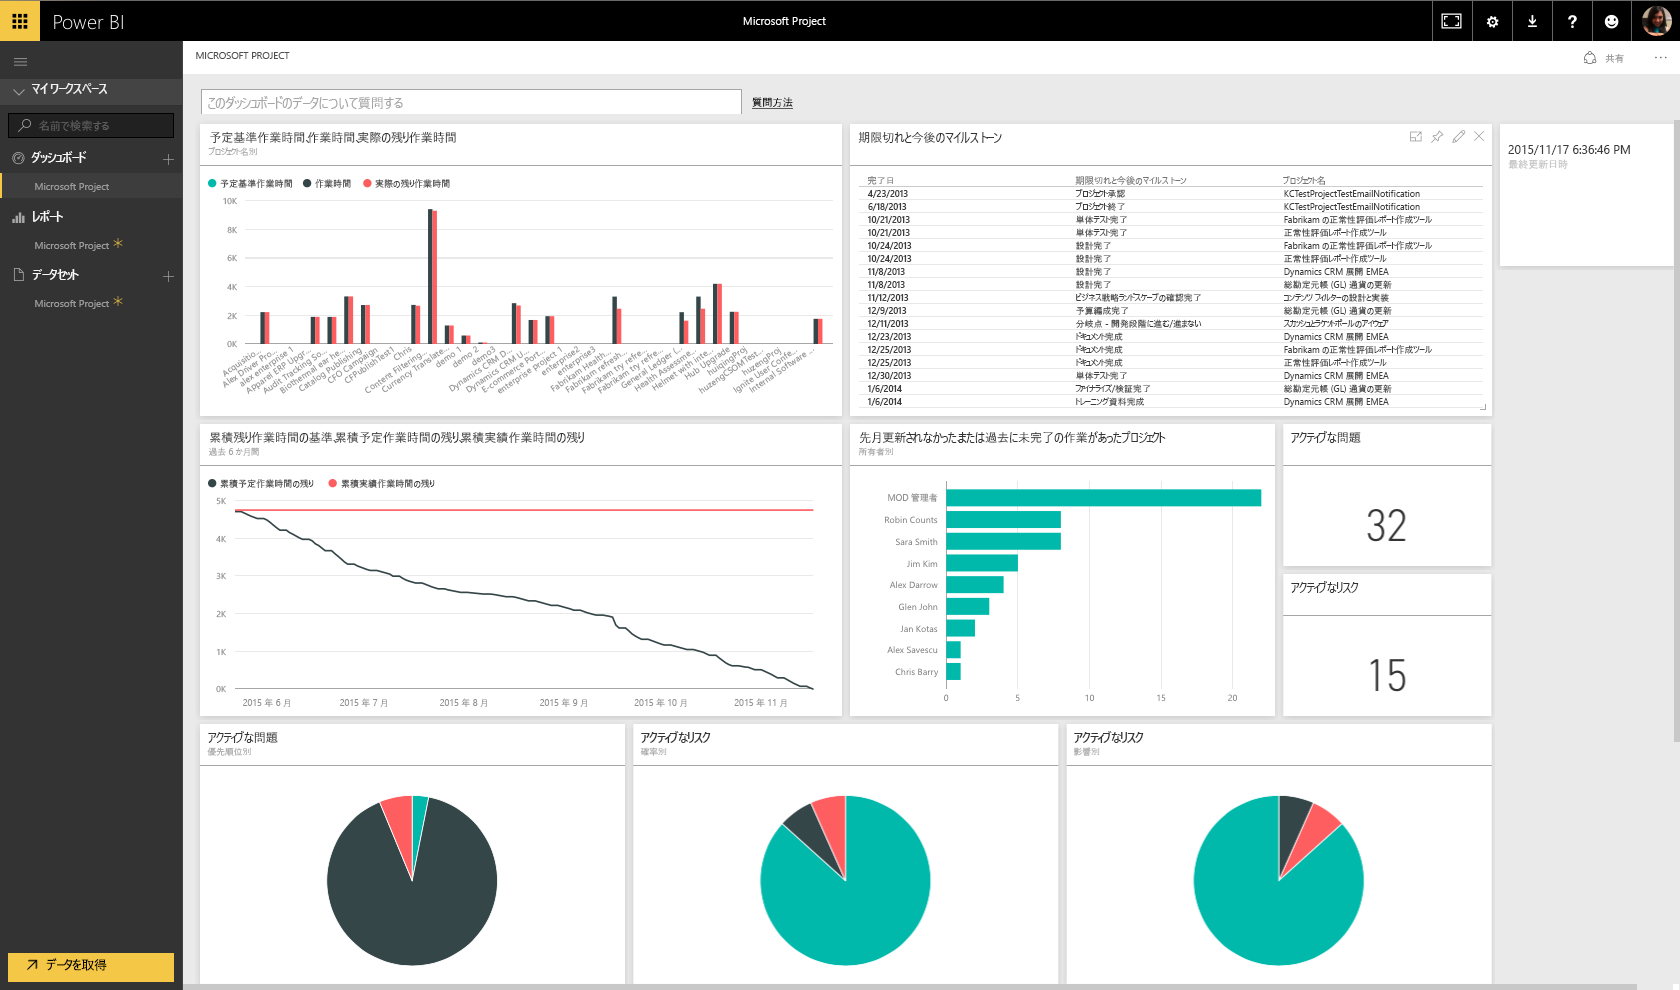 Power BI
Microsoft Project
MICROSOFT PROJECT
共有
マイ ワークスペース
名前で検索する
ダッシュボード
Microsoft Project
レポート
Microsoft Project
データセット
Microsoft Project
データを取得
このダッシュボードのデータについて質問する
質問方法
予定基準作業時間,作業時間,実際の残り作業時間
プロジェクト名別
予定基準作業時間 作業時間 実際の残り作業時間
10K
8K
6K
4K
2K
0K
Acquisitio...
Alex Driver Pro...
alex enterprise 1
Apparel ERP Upgr...
Audit Tracking So...
Biothermal ear he...
Catalog Publishing
CFO Campaign
CFPublishTest1
Chris
Content Filtering...
Currency Translate...
demo 1
demo 2
demo3
Dynamics CRM D...
Dynamics CRM U...
E-commerce Port...
enterprise project 1
enterprise2
enterprise3
Fabrikam Health...
Fabrikam refresh...
Fabrikam try refre...
Fabrikam try refre...
General Ledger (...
Health Assessme...
Helmet with inte...
Hub Upgrade
huiqingProj
huzengCSOMTest...
huzengProj
Ignite User Confe...
Internal Software ...
期限切れと今後のマイルストーン
完了日 期限切れと今後のマイルストーン プロジェクト名
4/23/2013 プロジェクト承認 KCTestProjectTestEmailNotification
6/18/2013 プロジェクト終了 KCTestProjectTestEmailNotification
10/21/2013 単体テスト完了 Fabrikam の正常性評価レポート作成ツール
10/21/2013 単体テスト完了 正常性評価レポート作成ツール
10/24/2013 設計完了 Fabrikam の正常性評価レポート作成ツール
10/24/2013 設計完了 正常性評価レポート作成ツール
11/8/2013 設計完了 Dynamics CRM 展開 EMEA
11/8/2013 設計完了 総勘定元帳 (GL) 通貨の更新
11/12/2013 ビジネス戦略ランドスケープの確認完了 コンテンツ フィルターの設計と実装
12/9/2013 予算編成完了 総勘定元帳 (GL) 通貨の更新
12/11/2013 分岐点 - 開発段階に進む/進まない スカッシュとラケットボールのアイウェア
12/23/2013 ドキュメント完成 Dynamics CRM 展開 EMEA
12/25/2013 ドキュメント完成 Fabrikam の正常性評価レポート作成ツール
12/25/2013 ドキュメント完成 正常性評価レポート作成ツール
12/30/2013 単体テスト完了 Dynamics CRM 展開 EMEA
1/6/2014 ファイナライズ/検証完了 総勘定元帳 (GL) 通貨の更新
1/6/2014 トレーニング資料完成 Dynamics CRM 展開 EMEA
2015/11/17 6:36:46 PM
最終更新日時
累積残り作業時間の基準,累積予定作業時間の残り,累積実績作業時間の残り
過去 6 か月間
累積予定作業時間の残り 累積実績作業時間の残り
5K
4K
3K
2K
1K
0K
2015 年 6 月 2015 年 7 月 2015 年 8 月 2015 年 9 月 2015 年 10 月 2015 年 11 月
先月更新されなかったまたは過去に未完了の作業があったプロジェクト
所有者別
MOD 管理者
Robin Counts
Sara Smith
Jim Kim
Alex Darrow
Glen John
Jan Kotas
Alex Savescu
Chris Barry
0 5 10 15 20
アクティブな問題
32
アクティブなリスク
15
アクティブな問題
優先順位別
アクティブなリスク
確率別
アクティブなリスク
影響別